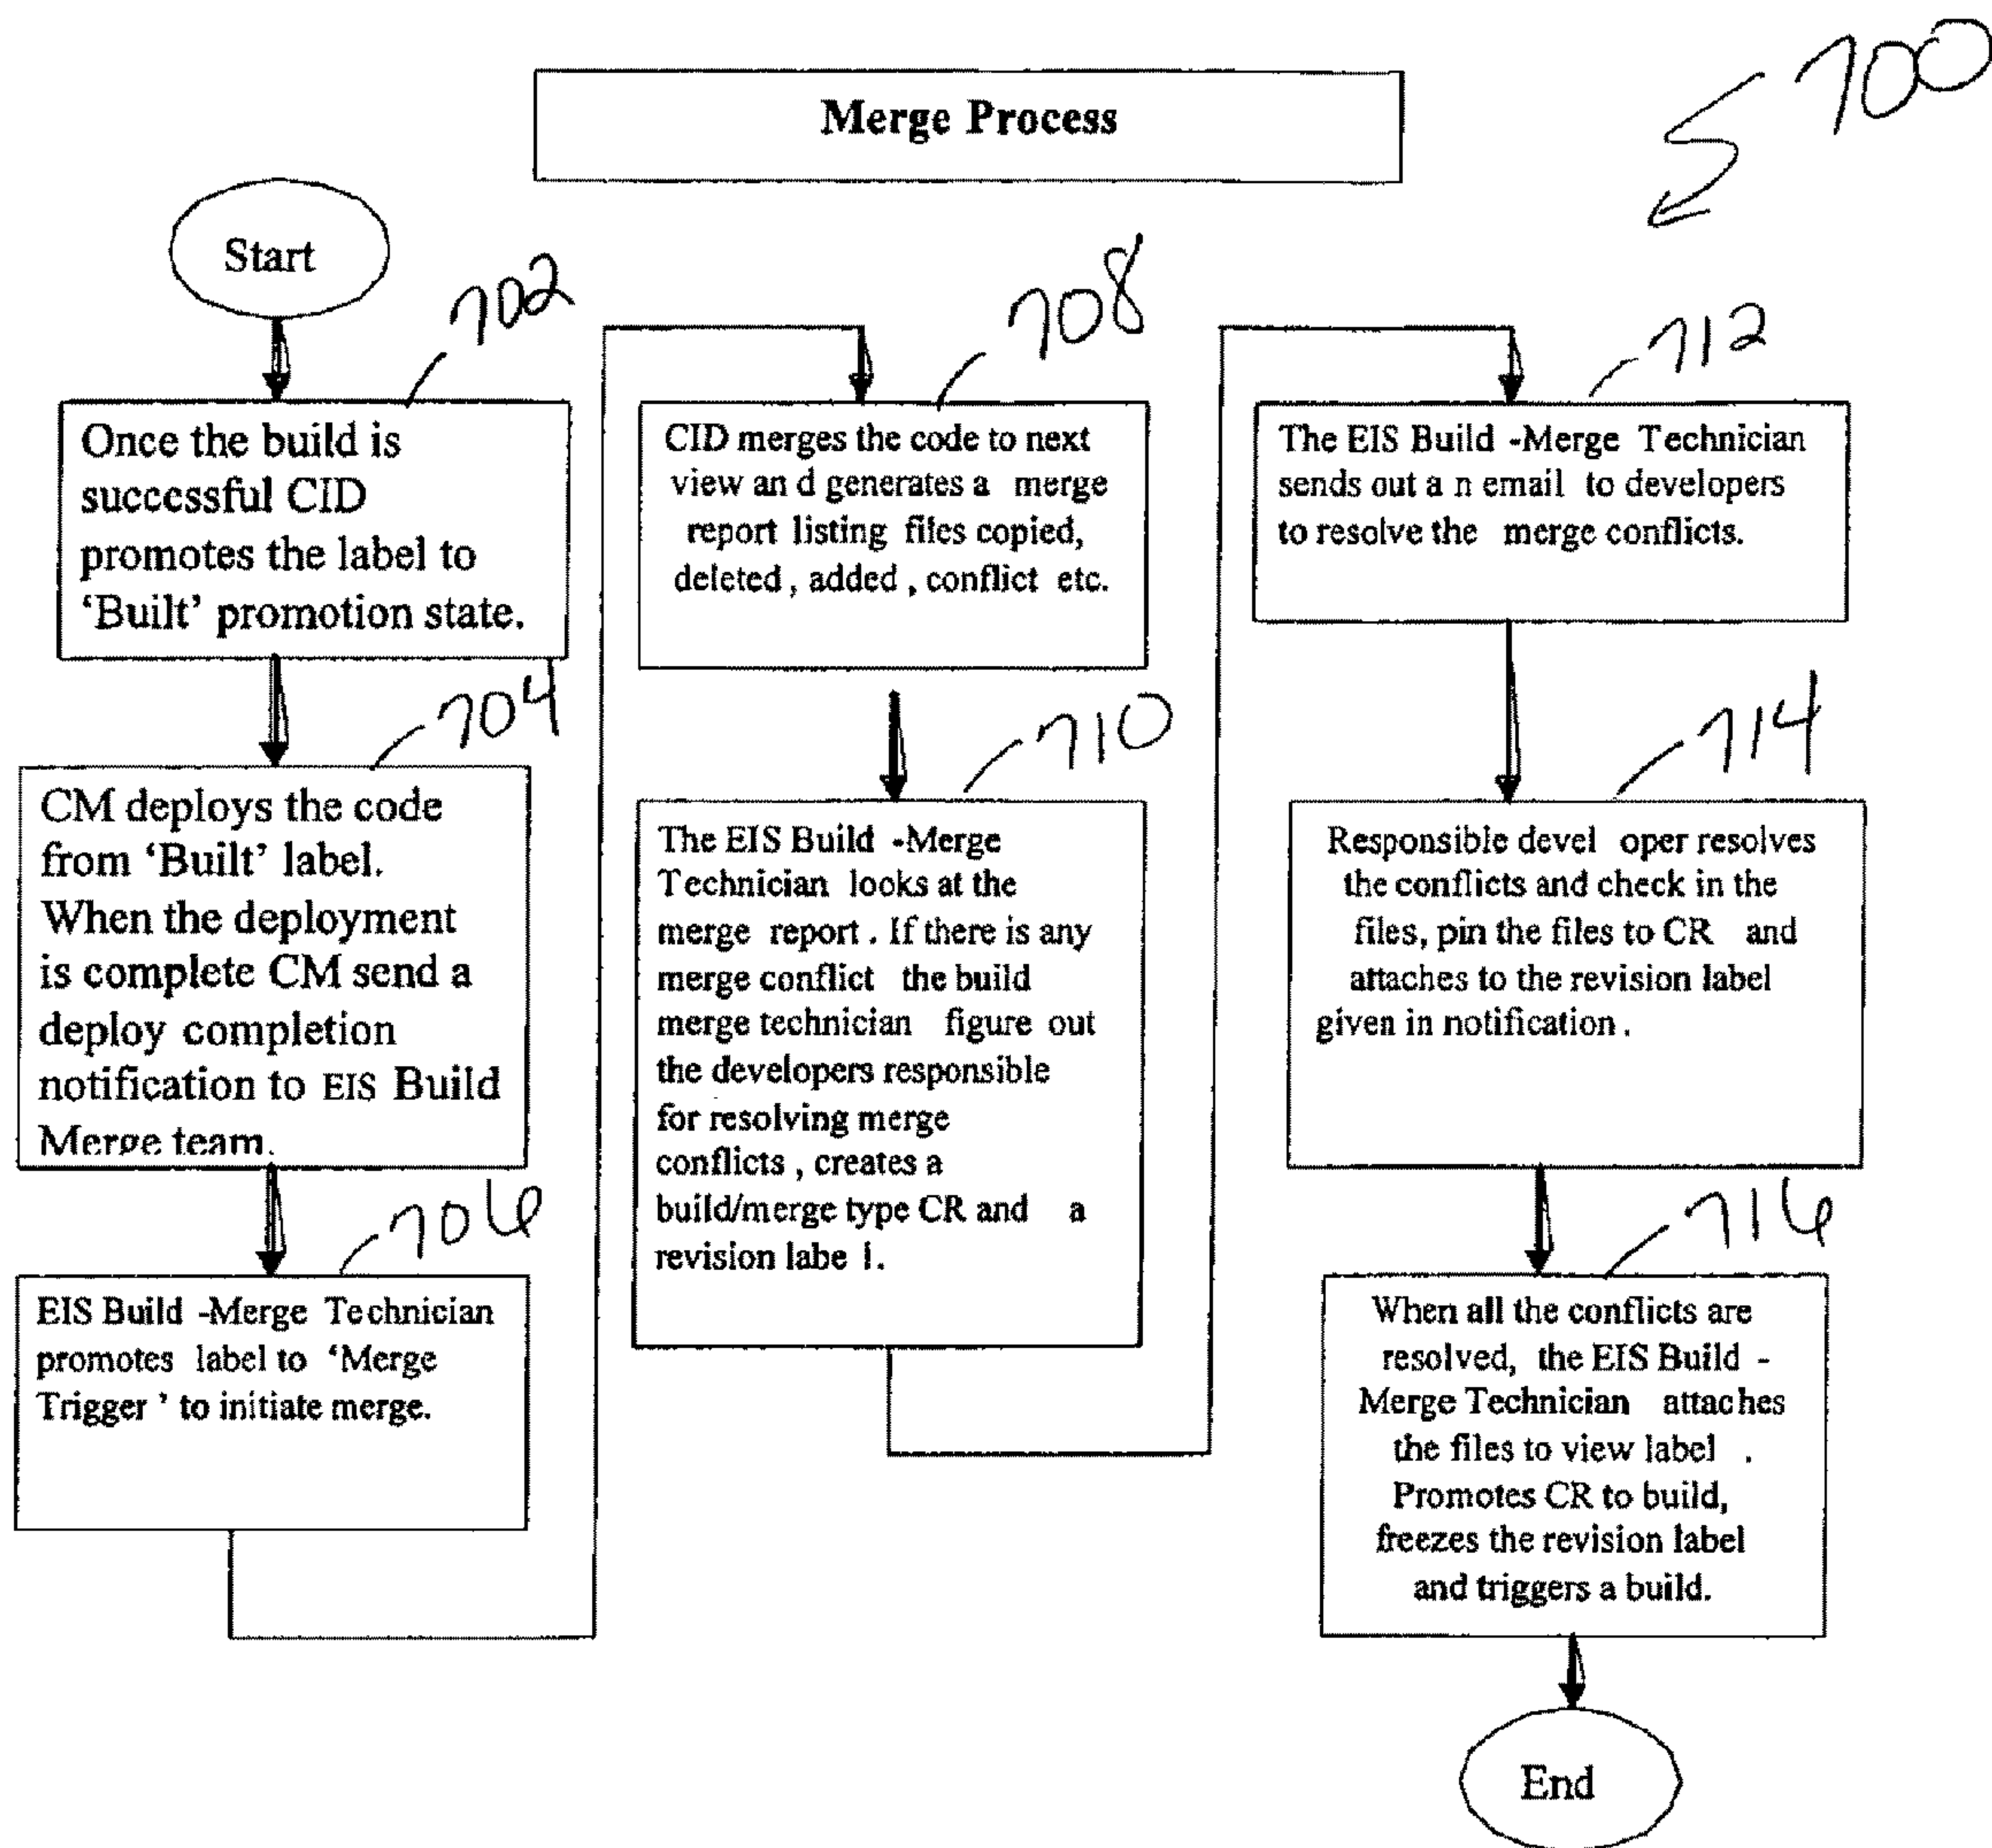 Merge Process
700
Start
702
Once the build is
successful CID
promotes the label to
‘Built’ promotion state.
704
CM deploys the code
from ‘Built’ label.
When the deployment
is complete CM send a
deploy completion
notification to EIS Build
Merge team.
706
EIS Build -Merge Technician
promotes label to ‘Merge
Trigger ’ to initiate merge.
708
CID merges the code to next
view an d generates a merge
report listing files copied,
deleted , added , conflict etc.
710
The EIS Build -Merge
Technician looks at the
merge report . If there is any
merge conflict the build
merge technician figure out
the developers responsible
for resolving merge
conflicts , creates a
build/merge type CR and a
revision labe l.
712
The EIS Build -Merge Technician
sends out a n email to developers
to resolve the merge conflicts.
714
Responsible devel oper resolves
the conflicts and check in the
files, pin the files to CR and
attaches to the revision label
given in notification .
716
When all the conflicts are
resolved, the EIS Build -
Merge Technician attaches
the files to view label .
Promotes CR to build,
freezes the revision label
and triggers a build.
End